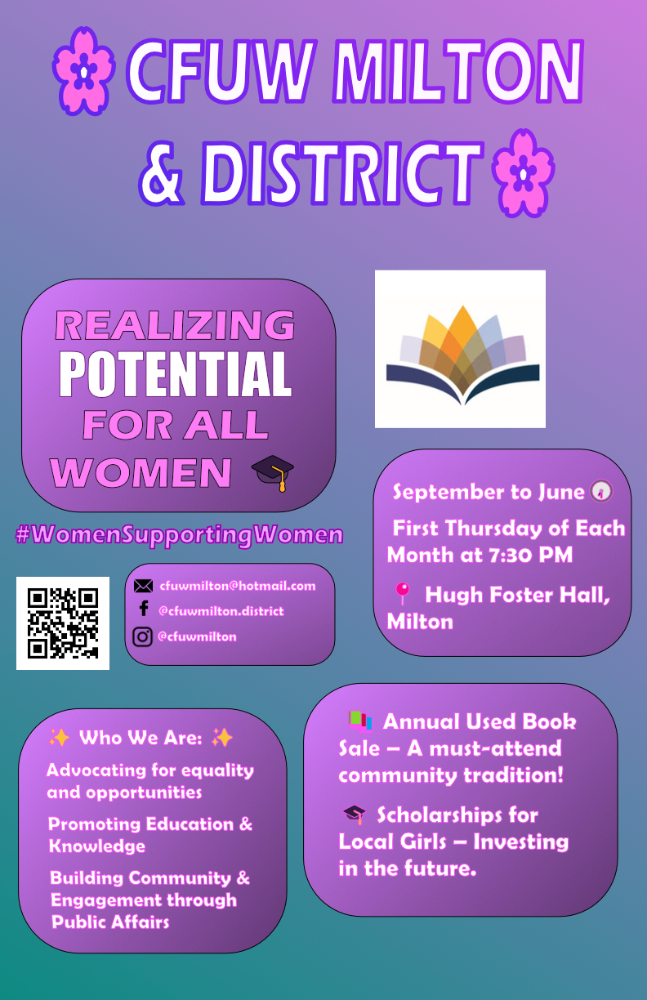 CFUW MILTON
& DISTRICT
REALIZING
POTENTIAL
FOR ALL
WOMEN
#WomenSupportingWomen
cfuwmilton@hotmail.com
@cfuwmilton.district
@cfuwmilton
September to June
First Thursday of Each
Month at 7:30 PM
Hugh Foster Hall,
Milton
Who We Are:
Advocating for equality
and opportunities
Promoting Education &
Knowledge
Building Community &
Engagement through
Public Affairs
Annual Used Book
Sale – A must-attend
community tradition!
Scholarships for
Local Girls – Investing
in the future.